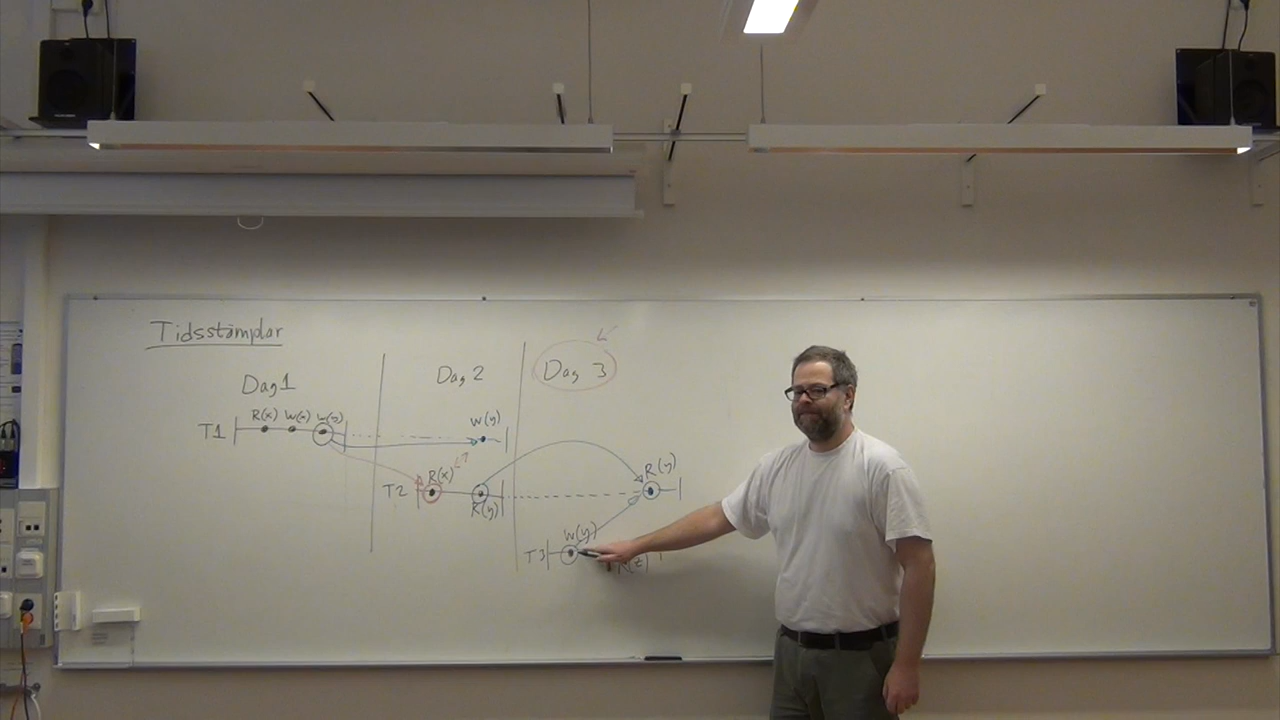 Tidsstämplar
Dag 1
Dag 2
Dag 3
T1 R(x) W(x) W(y)
W(y)
T2 R(x) R(y)
R(y)
T3 W(y)
R(z)